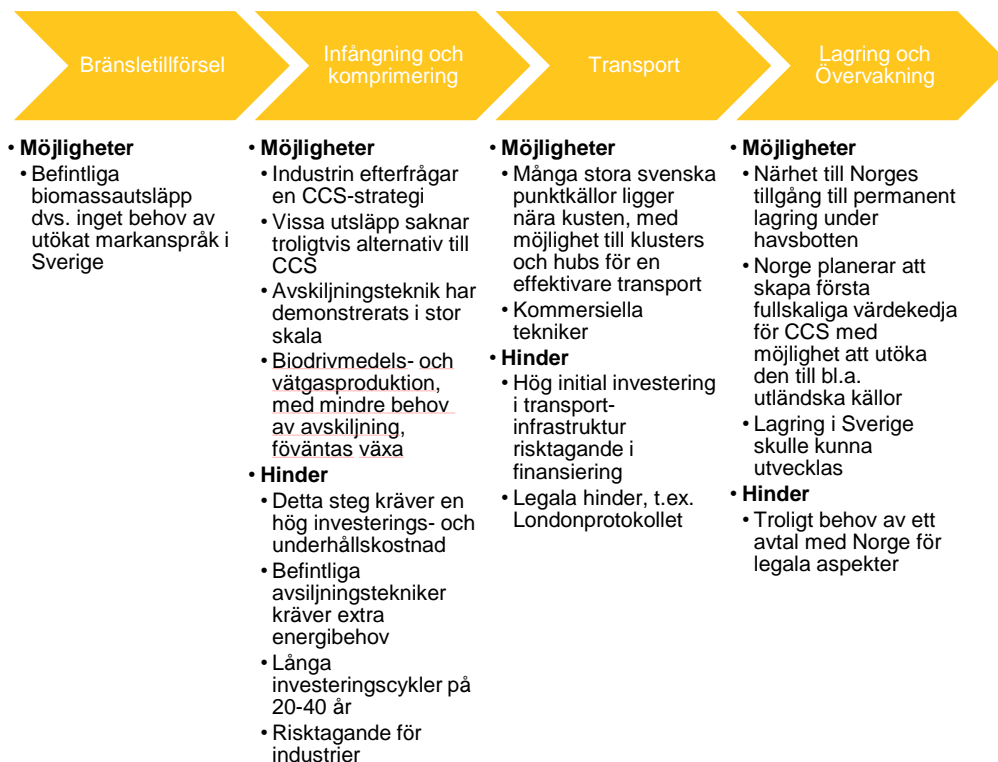 Bränsletillförsel
Infångning och
komprimering
Transport
Lagring och
Övervakning
• Möjligheter
• Befintliga
biomassautsläpp
dvs. inget behov av
utökat markanspråk i
Sverige
• Möjligheter
• Industrin efterfrågar
en CCS-strategi
• Vissa utsläpp saknar
troligtvis alternativ till
CCS
• Avskiljningsteknik har
demonstrerats i stor
skala
• Biodrivmedels- och
vätgasproduktion,
med mindre behov
av avskiljning,
föväntas växa
• Hinder
• Detta steg kräver en
hög investerings- och
underhållskostnad
• Befintliga
avsiljningstekniker
kräver extra
energibehov
• Långa
investeringscykler på
20-40 år
• Risktagande för
industrier
• Möjligheter
• Många stora svenska
punktkällor ligger
nära kusten, med
möjlighet till klusters
och hubs för en
effektivare transport
• Kommersiella
tekniker
• Hinder
• Hög initial investering
i transport-
infrastruktur
risktagande i
finansiering
• Legala hinder, t.ex.
Londonprotokollet
• Möjligheter
• Närhet till Norges
tillgång till permanent
lagring under
havsbotten
• Norge planerar att
skapa första
fullskaliga värdekedja
för CCS med
möjlighet att utöka
den till bl.a.
utländska källor
• Lagring i Sverige
skulle kunna
utvecklas
• Hinder
• Troligt behov av ett
avtal med Norge för
legala aspekter